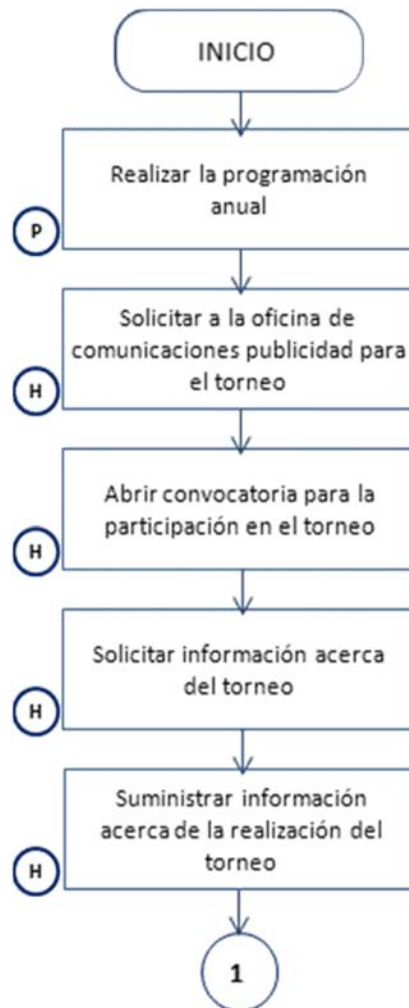 INICIO
Realizar la programación
anual
P
Solicitar a la oficina de
comunicaciones publicidad para
el torneo
H
Abrir convocatoria para la
participación en el torneo
H
Solicitar información acerca
del torneo
H
Suministrar información
acerca de la realización del
torneo
H
1